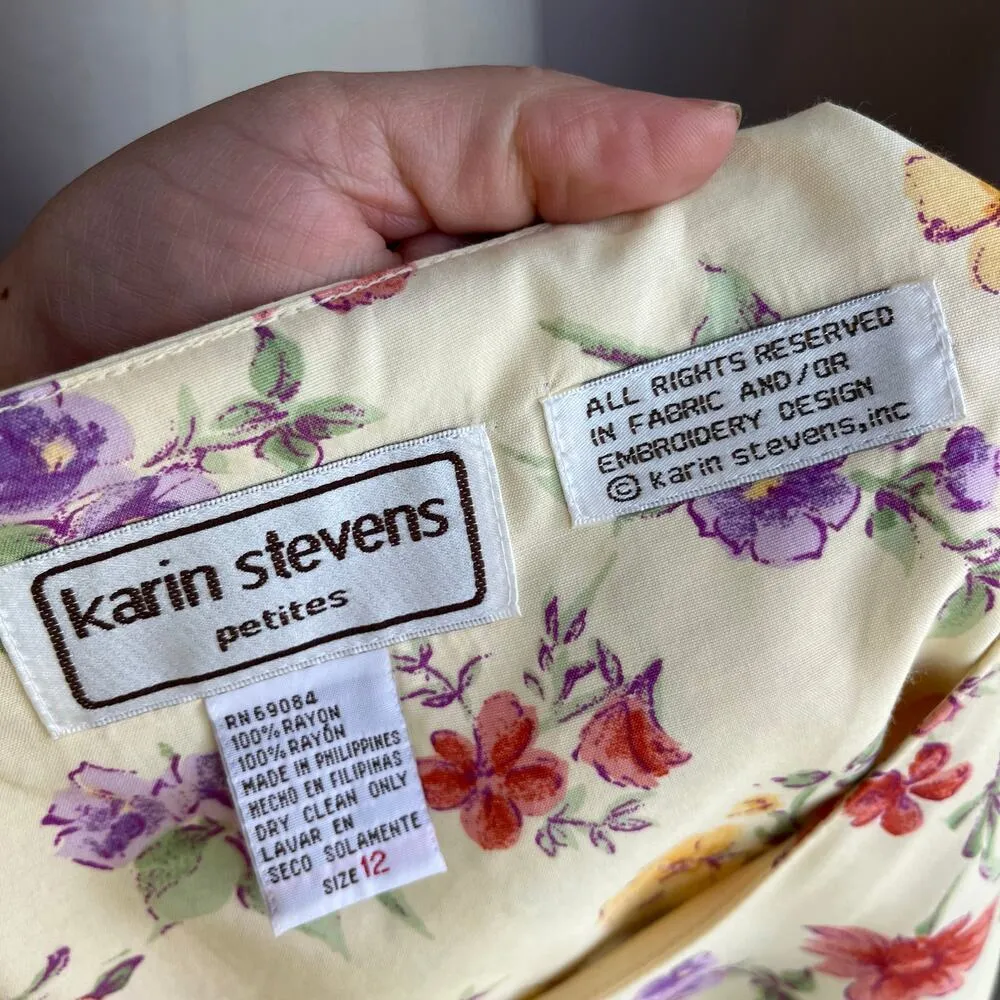 karin stevens
petites
RN69084
100% RAYON
100% RAYÓN
MADE IN PHILIPPINES
HECHO EN FILIPINAS
DRY CLEAN ONLY
LAVAR EN
SECO SOLAMENTE
SIZE 12
ALL RIGHTS RESERVED
IN FABRIC AND/OR
EMBROIDERY DESIGN
© karin stevens,inc